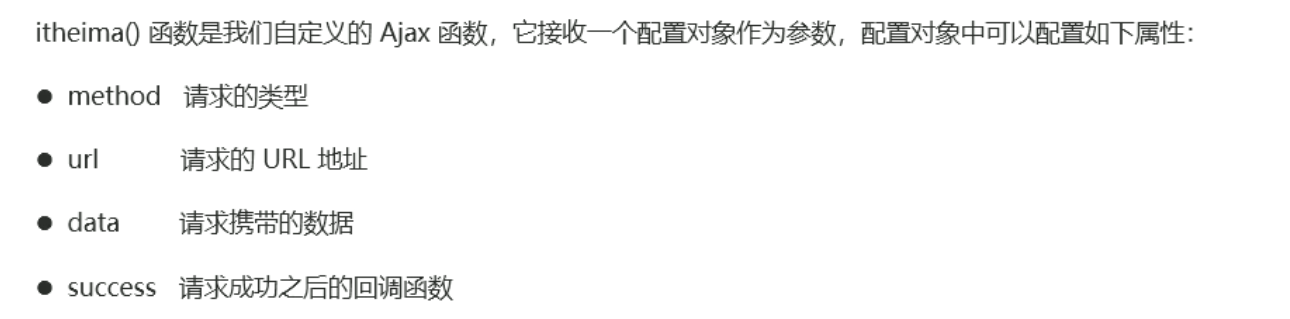 itheima() 函数是我们自定义的 Ajax 函数，它接收一个配置对象作为参数，配置对象中可以配置如下属性：
● method 请求的类型
● url 请求的 URL 地址
● data 请求携带的数据
● success 请求成功之后的回调函数